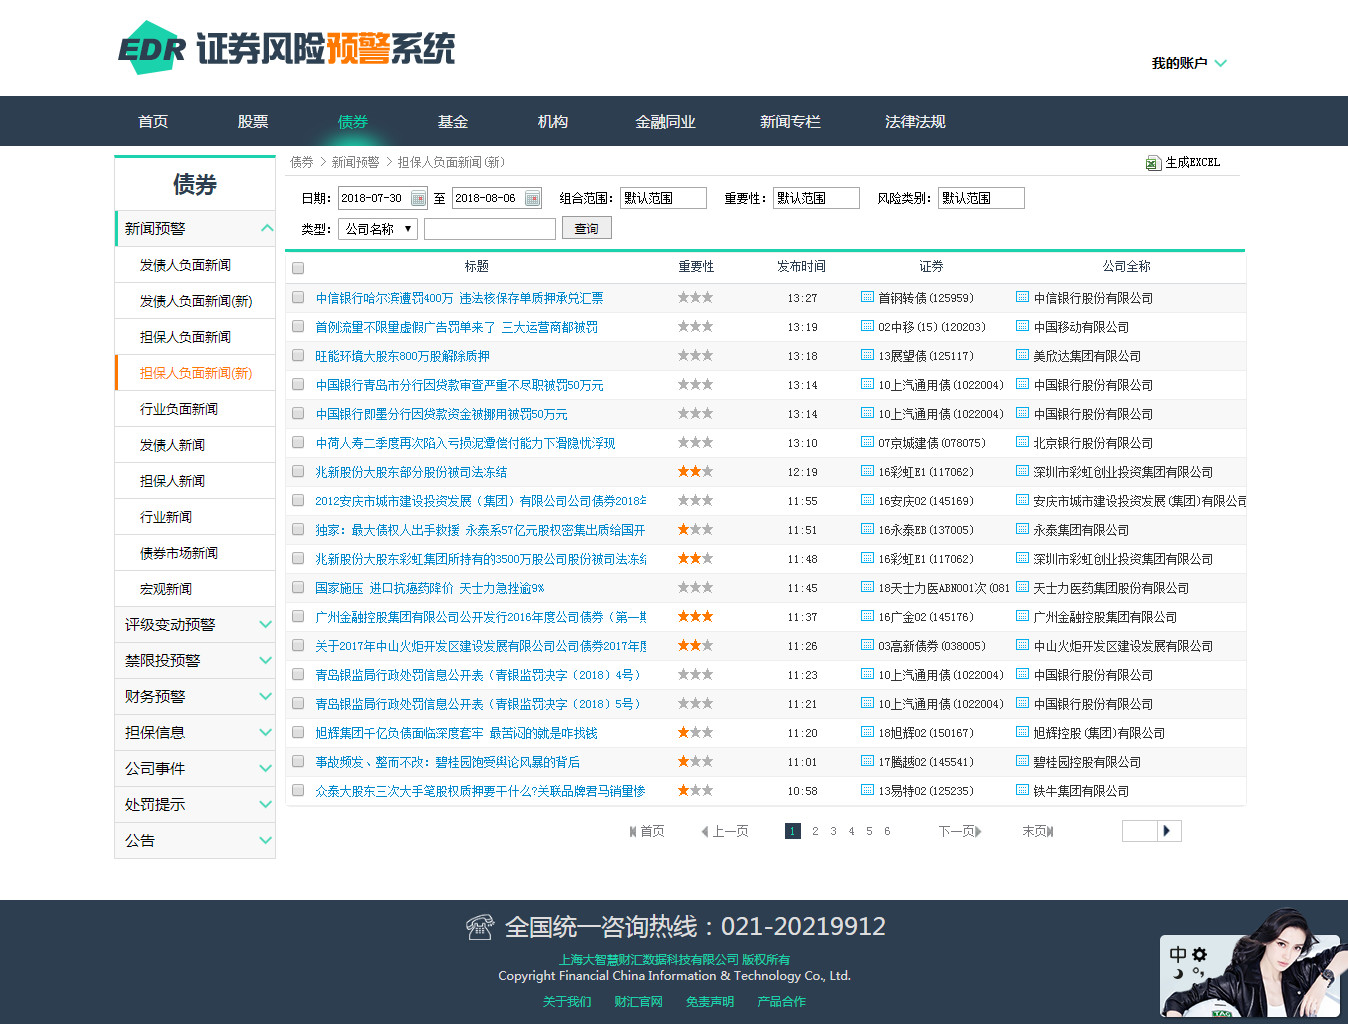 EDR 证券风险预警系统
我的账户
首页 股票 债券 基金 机构 金融同业 新闻专栏 法律法规
债券
新闻预警
发债人负面新闻
发债人负面新闻(新)
担保人负面新闻
担保人负面新闻(新)
行业负面新闻
发债人新闻
担保人新闻
行业新闻
债券市场新闻
宏观新闻
评级变动预警
禁限投预警
财务预警
担保信息
公司事件
处罚提示
公告
债券 > 新闻预警 > 担保人负面新闻(新)
生成EXCEL
日期： 2018-07-30 至 2018-08-06 组合范围： 默认范围 重要性： 默认范围 风险类别： 默认范围
类型： 公司名称 查询
标题 重要性 发布时间 证券 公司全称
中信银行哈尔滨遭罚400万 违法核保存单质押承兑汇票 13:27 首钢转债(125959) 中信银行股份有限公司
首例流量不限量虚假广告罚单来了 三大运营商都被罚 13:19 02中移(15)(120203) 中国移动有限公司
旺能环境大股东800万股解除质押 13:18 13展望债(125117) 美欣达集团有限公司
中国银行青岛市分行因贷款审查严重不尽职被罚50万元 13:14 10上汽通用债(1022004) 中国银行股份有限公司
中国银行即墨分行因贷款资金被挪用被罚50万元 13:14 10上汽通用债(1022004) 中国银行股份有限公司
中荷人寿二季度再次陷入亏损泥潭偿付能力下滑隐忧浮现 13:10 07京城建债(078075) 北京银行股份有限公司
兆新股份大股东部分股份被司法冻结 12:19 16彩虹E1(117062) 深圳市彩虹创业投资集团有限公司
2012安庆市城市建设投资发展（集团）有限公司公司债券2018年 11:55 16安庆02(145169) 安庆市城市建设投资发展(集团)有限公司
独家：最大债权人出手救援 永泰系57亿元股权密集出质给国开 11:51 16永泰EB(137005) 永泰集团有限公司
兆新股份大股东彩虹集团所持有的3500万股公司股份被司法冻结 11:48 16彩虹E1(117062) 深圳市彩虹创业投资集团有限公司
国家施压 进口抗癌药降价 天士力急挫逾9% 11:45 18天士力医ABN001次(081 天士力医药集团股份有限公司
广州金融控股集团有限公司公开发行2016年度公司债券（第一期 11:37 16广金02(145176) 广州金融控股集团有限公司
关于2017年中山火炬开发区建设发展有限公司公司债券2017年度 11:26 03高新债券(038005) 中山火炬开发区建设发展有限公司
青岛银监局行政处罚信息公开表（青银监罚决字（2018）4号） 11:23 10上汽通用债(1022004) 中国银行股份有限公司
青岛银监局行政处罚信息公开表（青银监罚决字（2018）5号） 11:21 10上汽通用债(1022004) 中国银行股份有限公司
旭辉集团千亿负债面临深度套牢 最苦闷的就是咋找钱 11:20 18旭辉02(150167) 旭辉控股(集团)有限公司
事故频发、整而不改：碧桂园饱受舆论风暴的背后 11:01 17腾越02(145541) 碧桂园控股有限公司
众泰大股东三次大手笔股权质押要干什么?关联品牌君马销量惨 10:58 13易特02(125235) 铁牛集团有限公司
首页 上一页 1 2 3 4 5 6 下一页 末页
全国统一咨询热线：021-20219912
上海大智慧财汇数据科技有限公司 版权所有
Copyright Financial China Information & Technology Co., Ltd.
关于我们 财汇官网 免责声明 产品合作
中